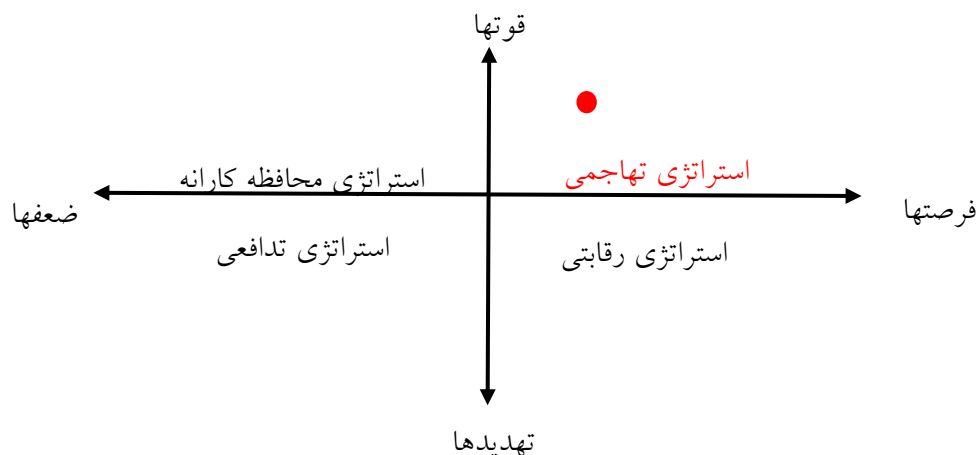 قوتها
استراتژی تهاجمی
استراتژی محافظه کارانه
فرصتها
ضعفها
استراتژی رقابتی
استراتژی تدافعی
تهدیدها